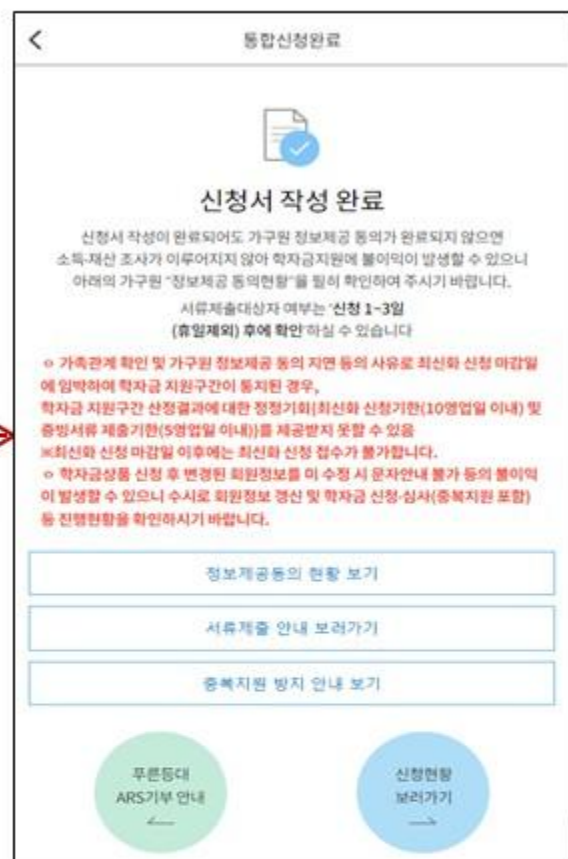 통합신청완료
신청서 작성 완료
신청서 작성이 완료되어도 가구원 정보제공 동의가 완료되지 않으면
소득·재산 조사가 이루어지지 않아 학자금지원에 불이익이 발생할 수 있으니
아래의 가구원 "정보제공 동의현황"을 필히 확인하여 주시기 바랍니다.
서류제출대상자 여부는 '신청 1~3일
(휴일제외) 후에 확인'하실 수 있습니다
ㅇ 가족관계 확인 및 가구원 정보제공 동의 지연 등의 사유로 최신화 신청 마감일
에 임박하여 학자금 지원구간이 통지된 경우,
학자금 지원구간 산정결과에 대한 정정기회(최신화 신청기한(10영업일 이내) 및
증빙서류 제출기한(5영업일 이내))를 제공받지 못할 수 있음
※최신화 신청 마감일 이후에는 최신화 신청 접수가 불가합니다.
ㅇ 학자금상품 신청 후 변경된 회원정보를 미 수정 시 문자안내 불가 등의 불이익
이 발생할 수 있으니 수시로 회원정보 갱신 및 학자금 신청·심사(중복지원 포함)
등 진행현황을 확인하시기 바랍니다.
정보제공동의 현황 보기
서류제출 안내 보러가기
중복지원 방지 안내 보기
푸른등대
ARS기부 안내
신청현황
보러가기